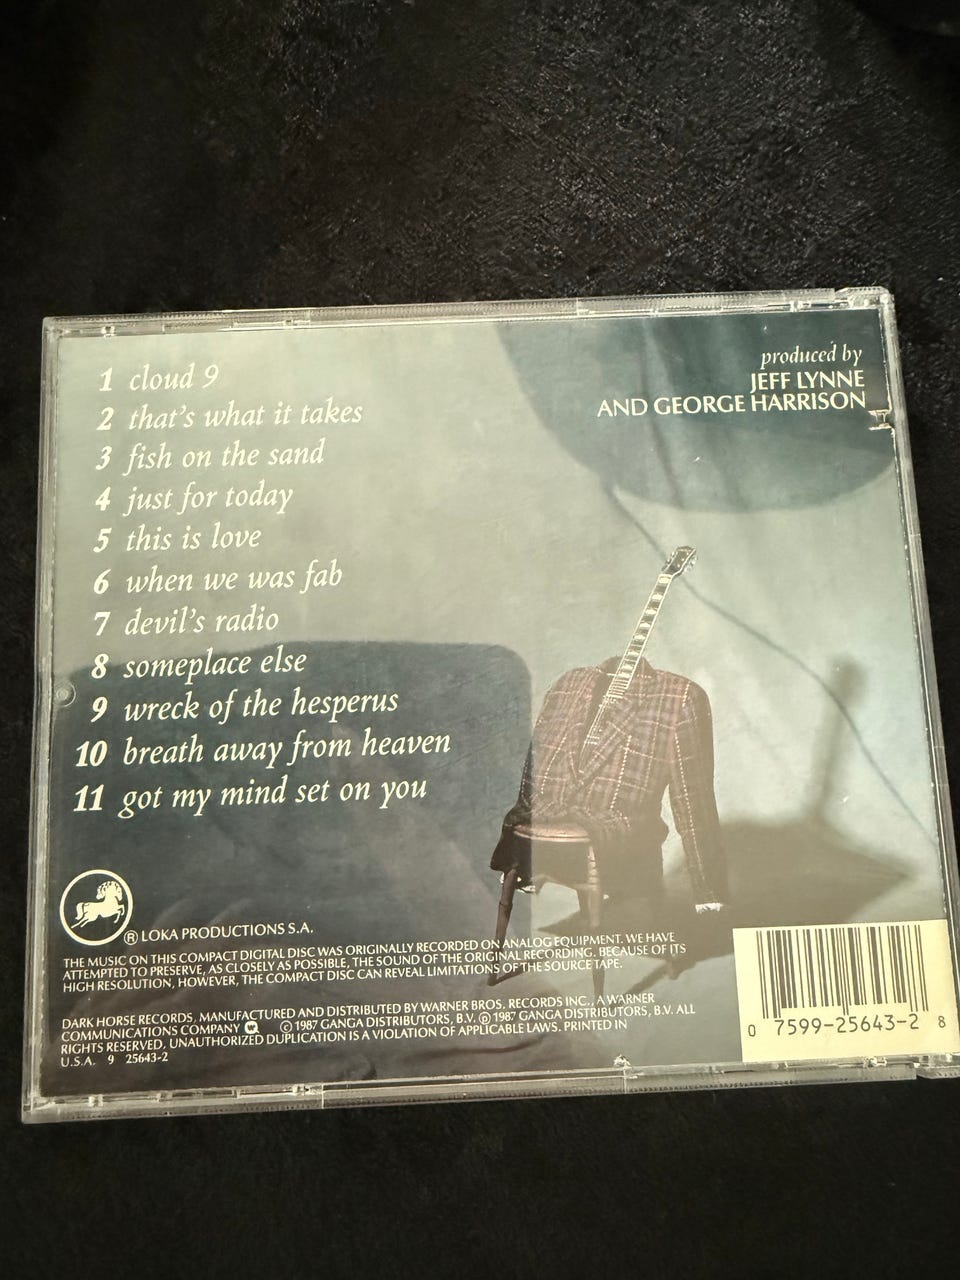 1 cloud 9
2 that's what it takes
3 fish on the sand
4 just for today
5 this is love
6 when we was fab
7 devil's radio
8 someplace else
9 wreck of the hesperus
10 breath away from heaven
11 got my mind set on you
produced by
JEFF LYNNE
AND GEORGE HARRISON
® LOKA PRODUCTIONS S.A.
THE MUSIC ON THIS COMPACT DIGITAL DISC WAS ORIGINALLY RECORDED ON ANALOG EQUIPMENT. WE HAVE
ATTEMPTED TO PRESERVE, AS CLOSELY AS POSSIBLE, THE SOUND OF THE ORIGINAL RECORDING. BECAUSE OF ITS
HIGH RESOLUTION, HOWEVER, THE COMPACT DISC CAN REVEAL LIMITATIONS OF THE SOURCE TAPE.
DARK HORSE RECORDS, MANUFACTURED AND DISTRIBUTED BY WARNER BROS. RECORDS INC., A WARNER
COMMUNICATIONS COMPANY © 1987 GANGA DISTRIBUTORS, B.V. ℗ 1987 GANGA DISTRIBUTORS, B.V. ALL
RIGHTS RESERVED. UNAUTHORIZED DUPLICATION IS A VIOLATION OF APPLICABLE LAWS. PRINTED IN
U.S.A. 9 25643-2
0 7599-25643-2 8